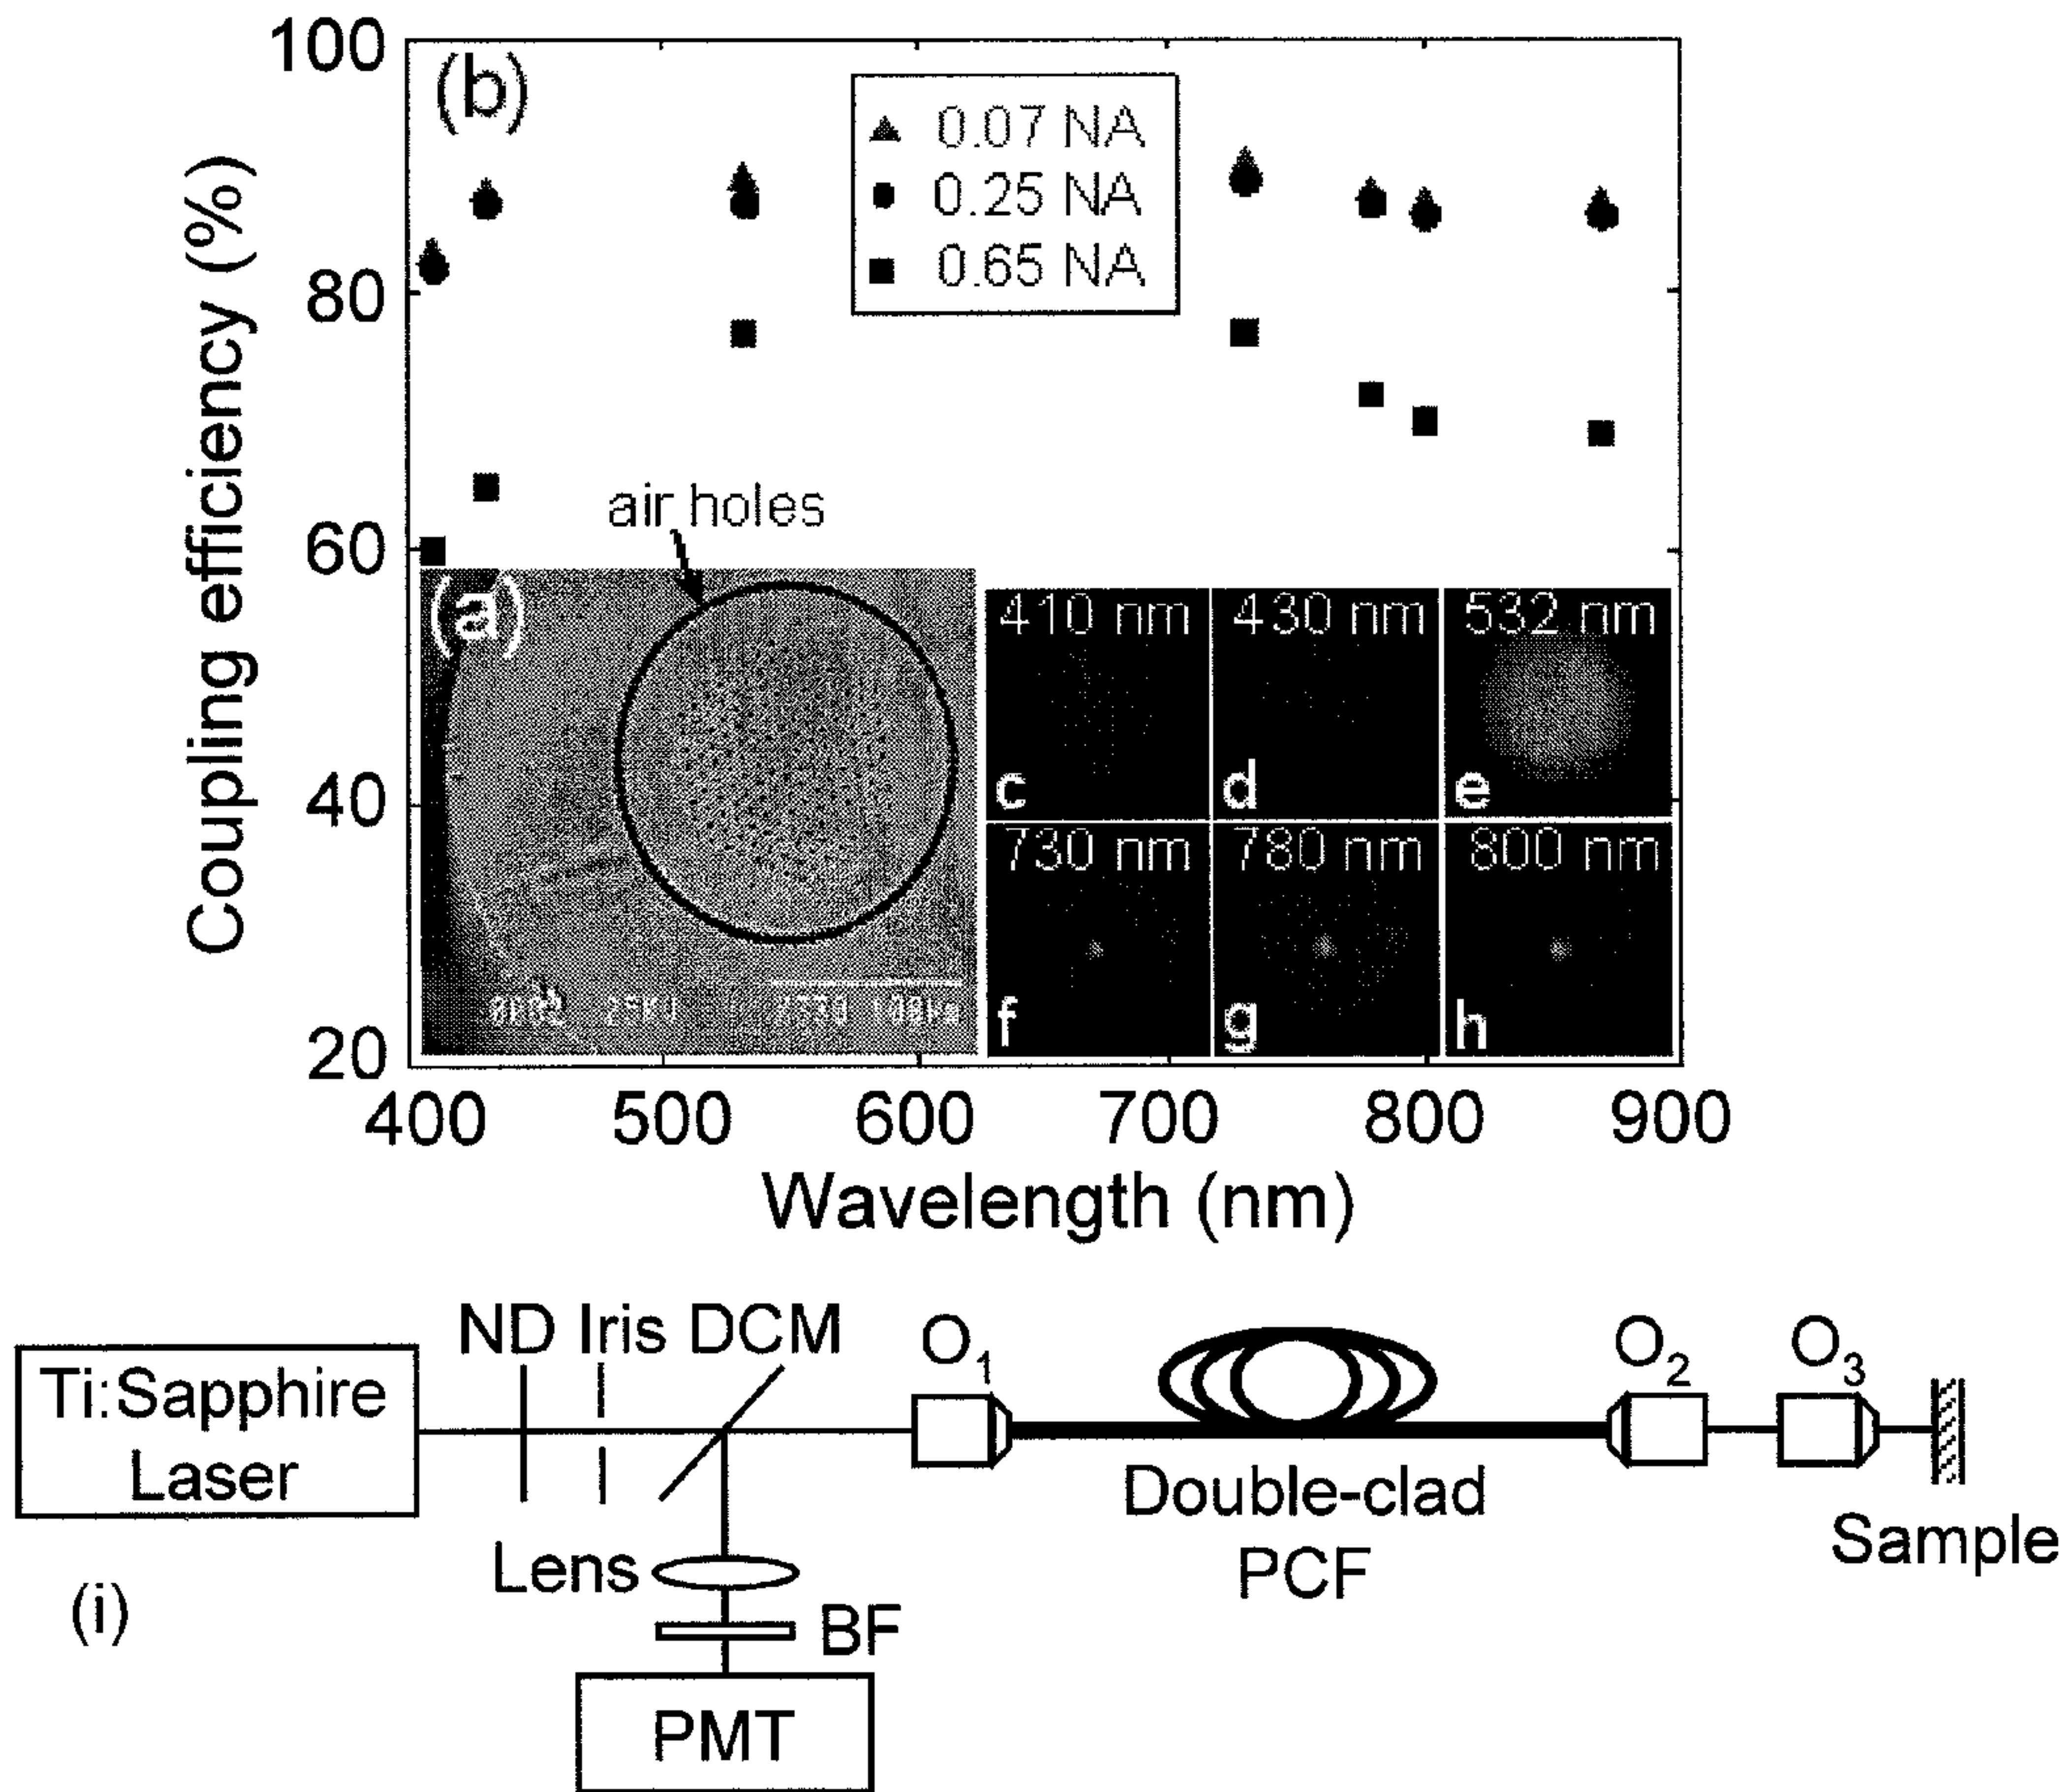 100
(b)
0.07 NA
0.25 NA
0.65 NA
80
60
40
20
Coupling efficiency (%)
air holes
(a)
410 nm
430 nm
532 nm
c
d
e
730 nm
780 nm
800 nm
f
g
h
400 500 600 700 800 900
Wavelength (nm)
Ti:Sapphire
Laser
ND Iris DCM
O1
O2
O3
Double-clad
PCF
Sample
Lens
BF
PMT
(i)